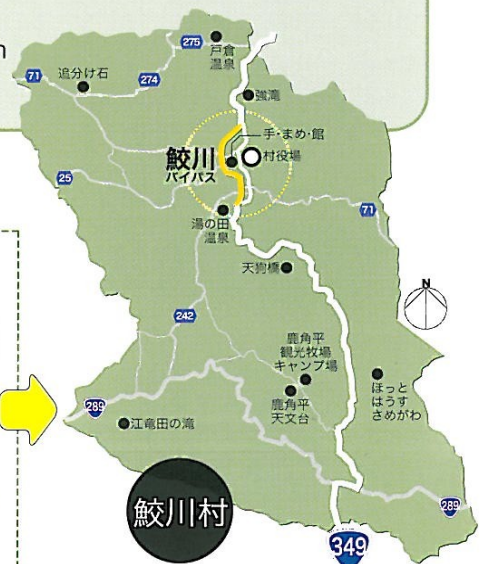 275
戸倉
温泉
71
追分け石
274
強滝
手・まめ・館
鮫川
バイパス
村役場
25
71
湯の田
温泉
天狗橋
N
242
鹿角平
観光牧場
キャンプ場
ほっと
はうす
さめがわ
鹿角平
天文台
289
江竜田の滝
鮫川村
289
349